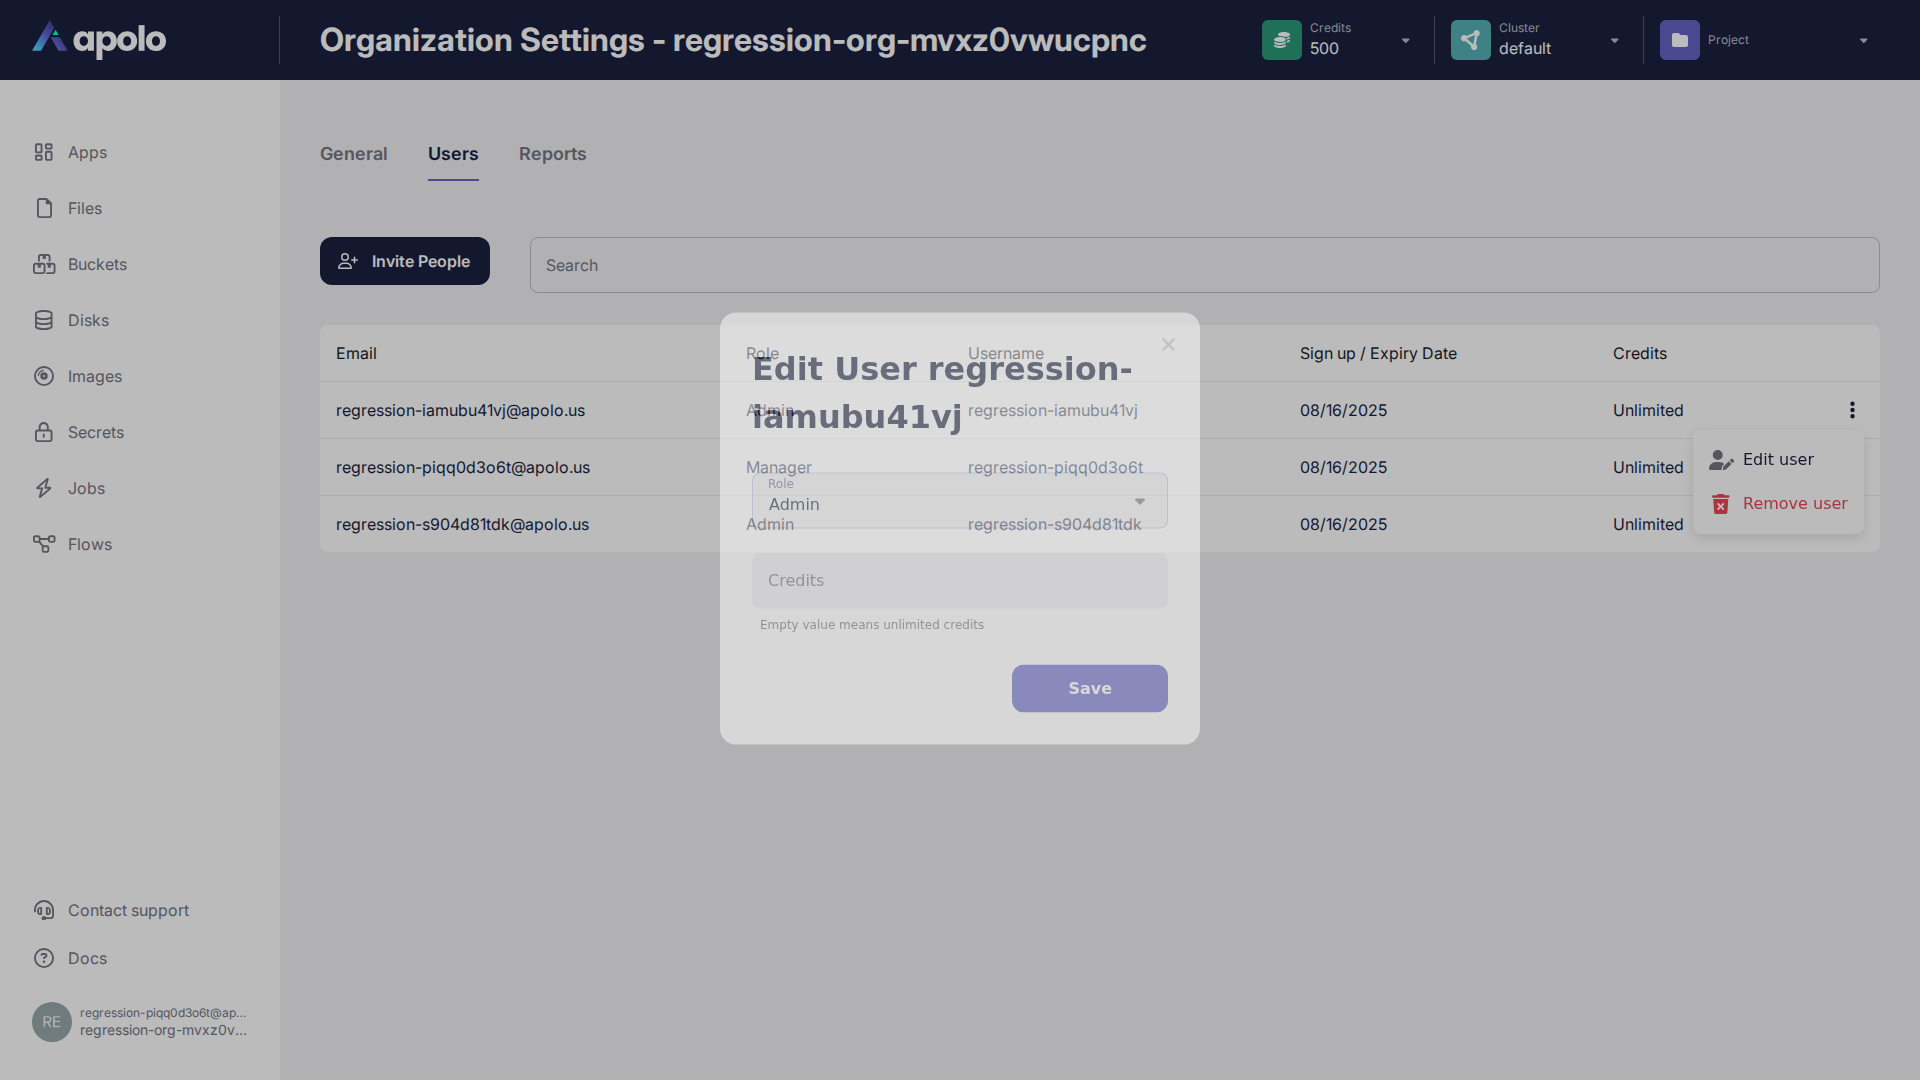 apolo
Organization Settings - regression-org-mvxz0vwucpnc
Credits
500
Cluster
default
Project
Apps
Files
Buckets
Disks
Images
Secrets
Jobs
Flows
Contact support
Docs
RE
regression-piqq0d3o6t@ap...
regression-org-mvxz0v...
General
Users
Reports
Invite People
Search
Email
Role
Username
Sign up / Expiry Date
Credits
regression-iamubu41vj@apolo.us
Admin
regression-iamubu41vj
08/16/2025
Unlimited
regression-piqq0d3o6t@apolo.us
Manager
regression-piqq0d3o6t
08/16/2025
Unlimited
regression-s904d81tdk@apolo.us
Admin
regression-s904d81tdk
08/16/2025
Unlimited
Edit user
Remove user
Edit User regression-
iamubu41vj
Role
Admin
Credits
Empty value means unlimited credits
Save